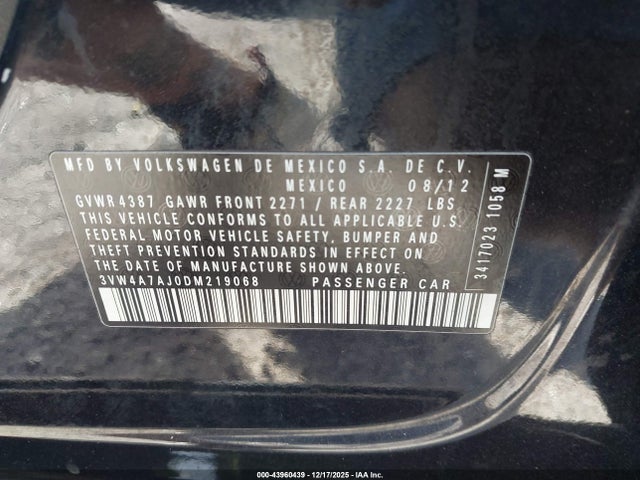 MFD BY VOLKSWAGEN DE MEXICO S.A. DE C.V.
MEXICO 08/12
GVWR 4387 GAWR FRONT 2271 / REAR 2227 LBS
THIS VEHICLE CONFORMS TO ALL APPLICABLE U.S.
FEDERAL MOTOR VEHICLE SAFETY, BUMPER AND
THEFT PREVENTION STANDARDS IN EFFECT ON
THE DATE OF MANUFACTURE SHOWN ABOVE.
3VW4A7AJ0DM219068 PASSENGER CAR
3417023 1058 M
000-43960439 - 12/17/2025 - IAA Inc.